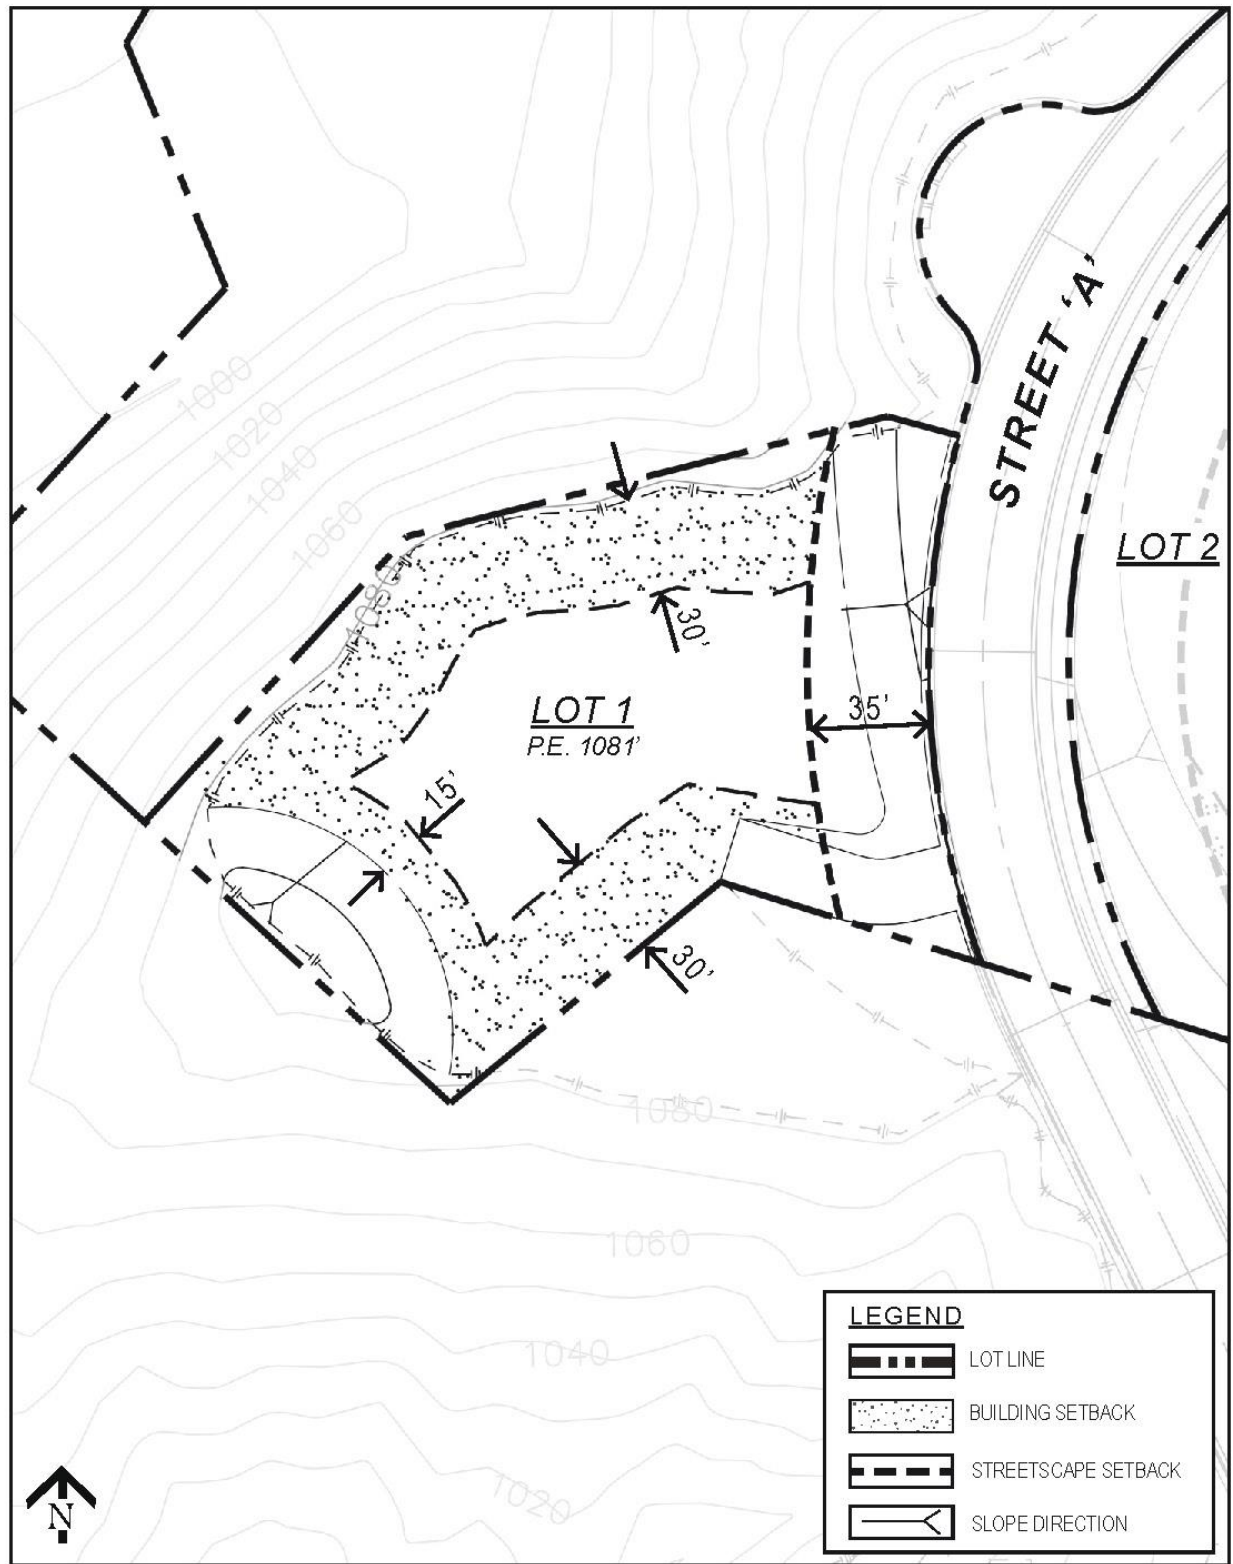 1000
1020
1040
1060
1080
STREET 'A'
LOT 2
30'
LOT 1
P.E. 1081'
35'
15'
30'
1080
1060
1040
1020
N
LEGEND
LOT LINE
BUILDING SETBACK
STREETSCAPE SETBACK
SLOPE DIRECTION